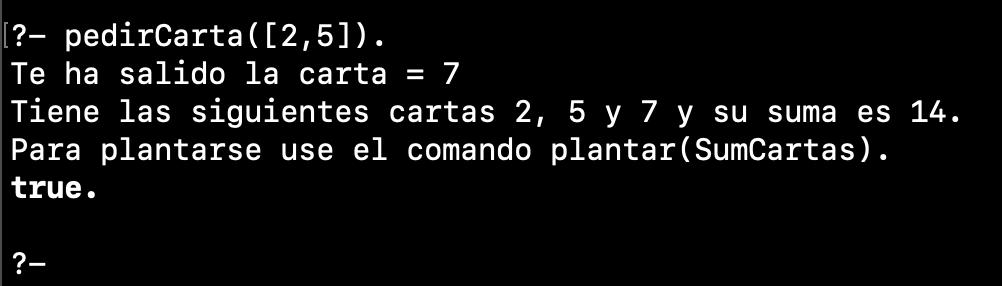 ?- pedirCarta([2,5]).
Te ha salido la carta = 7
Tiene las siguientes cartas 2, 5 y 7 y su suma es 14.
Para plantarse use el comando plantar(SumCartas).
true.
?-